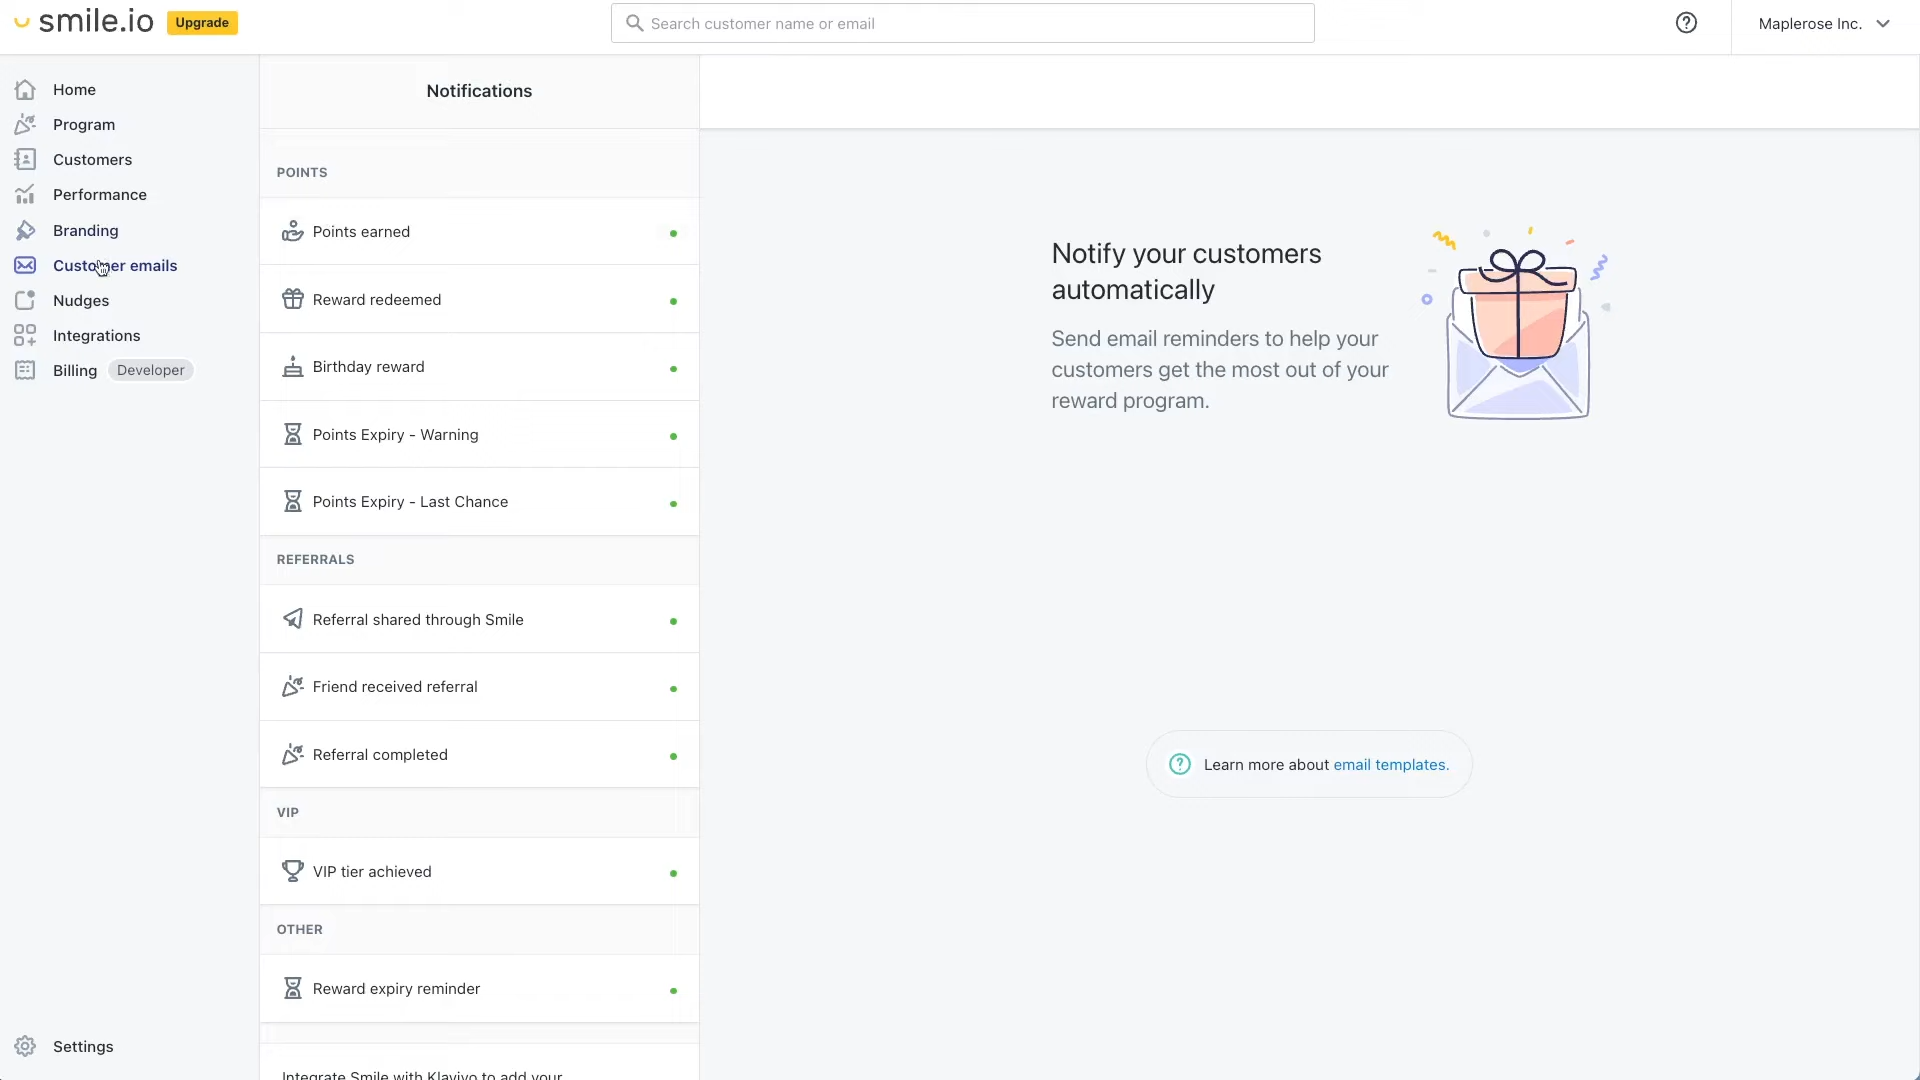 smile.io Upgrade
Search customer name or email
Maplerose Inc.
Home
Program
Customers
Performance
Branding
Customer emails
Nudges
Integrations
Billing Developer
Settings
Notifications
POINTS
Points earned
Reward redeemed
Birthday reward
Points Expiry - Warning
Points Expiry - Last Chance
REFERRALS
Referral shared through Smile
Friend received referral
Referral completed
VIP
VIP tier achieved
OTHER
Reward expiry reminder
Integrate Smile with Klaviyo to add your
Notify your customers
automatically
Send email reminders to help your
customers get the most out of your
reward program.
Learn more about email templates.